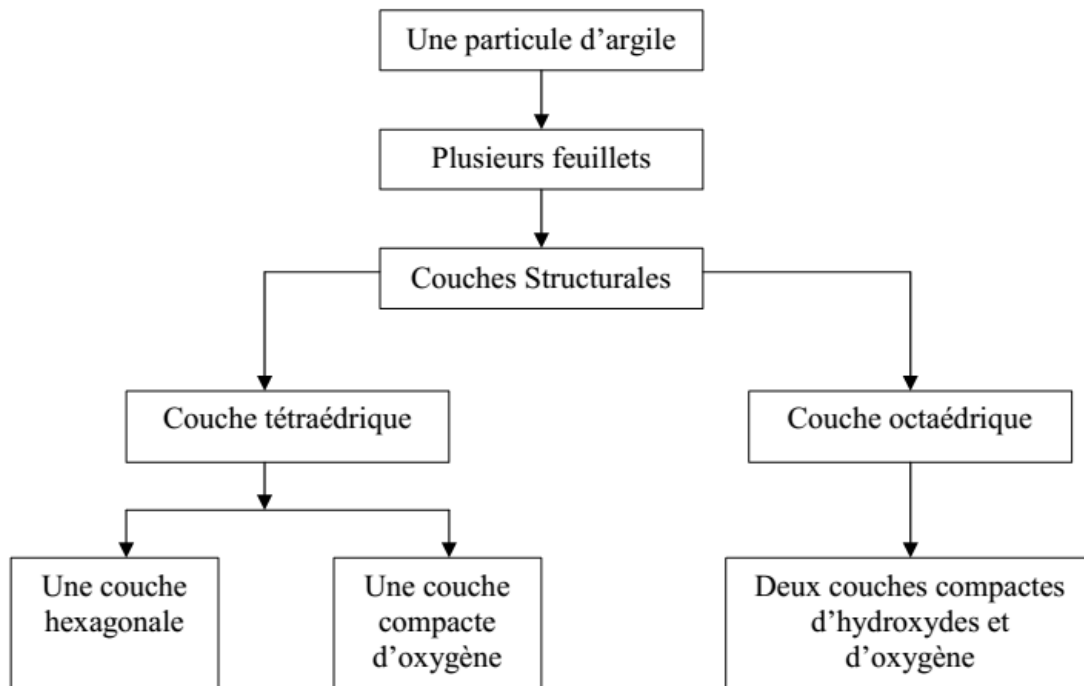 Une particule d’argile
Plusieurs feuillets
Couches Structurales
Couche tétraédrique
Couche octaédrique
Une couche
hexagonale
Une couche
compacte
d’oxygène
Deux couches compactes
d’hydroxydes et
d’oxygène